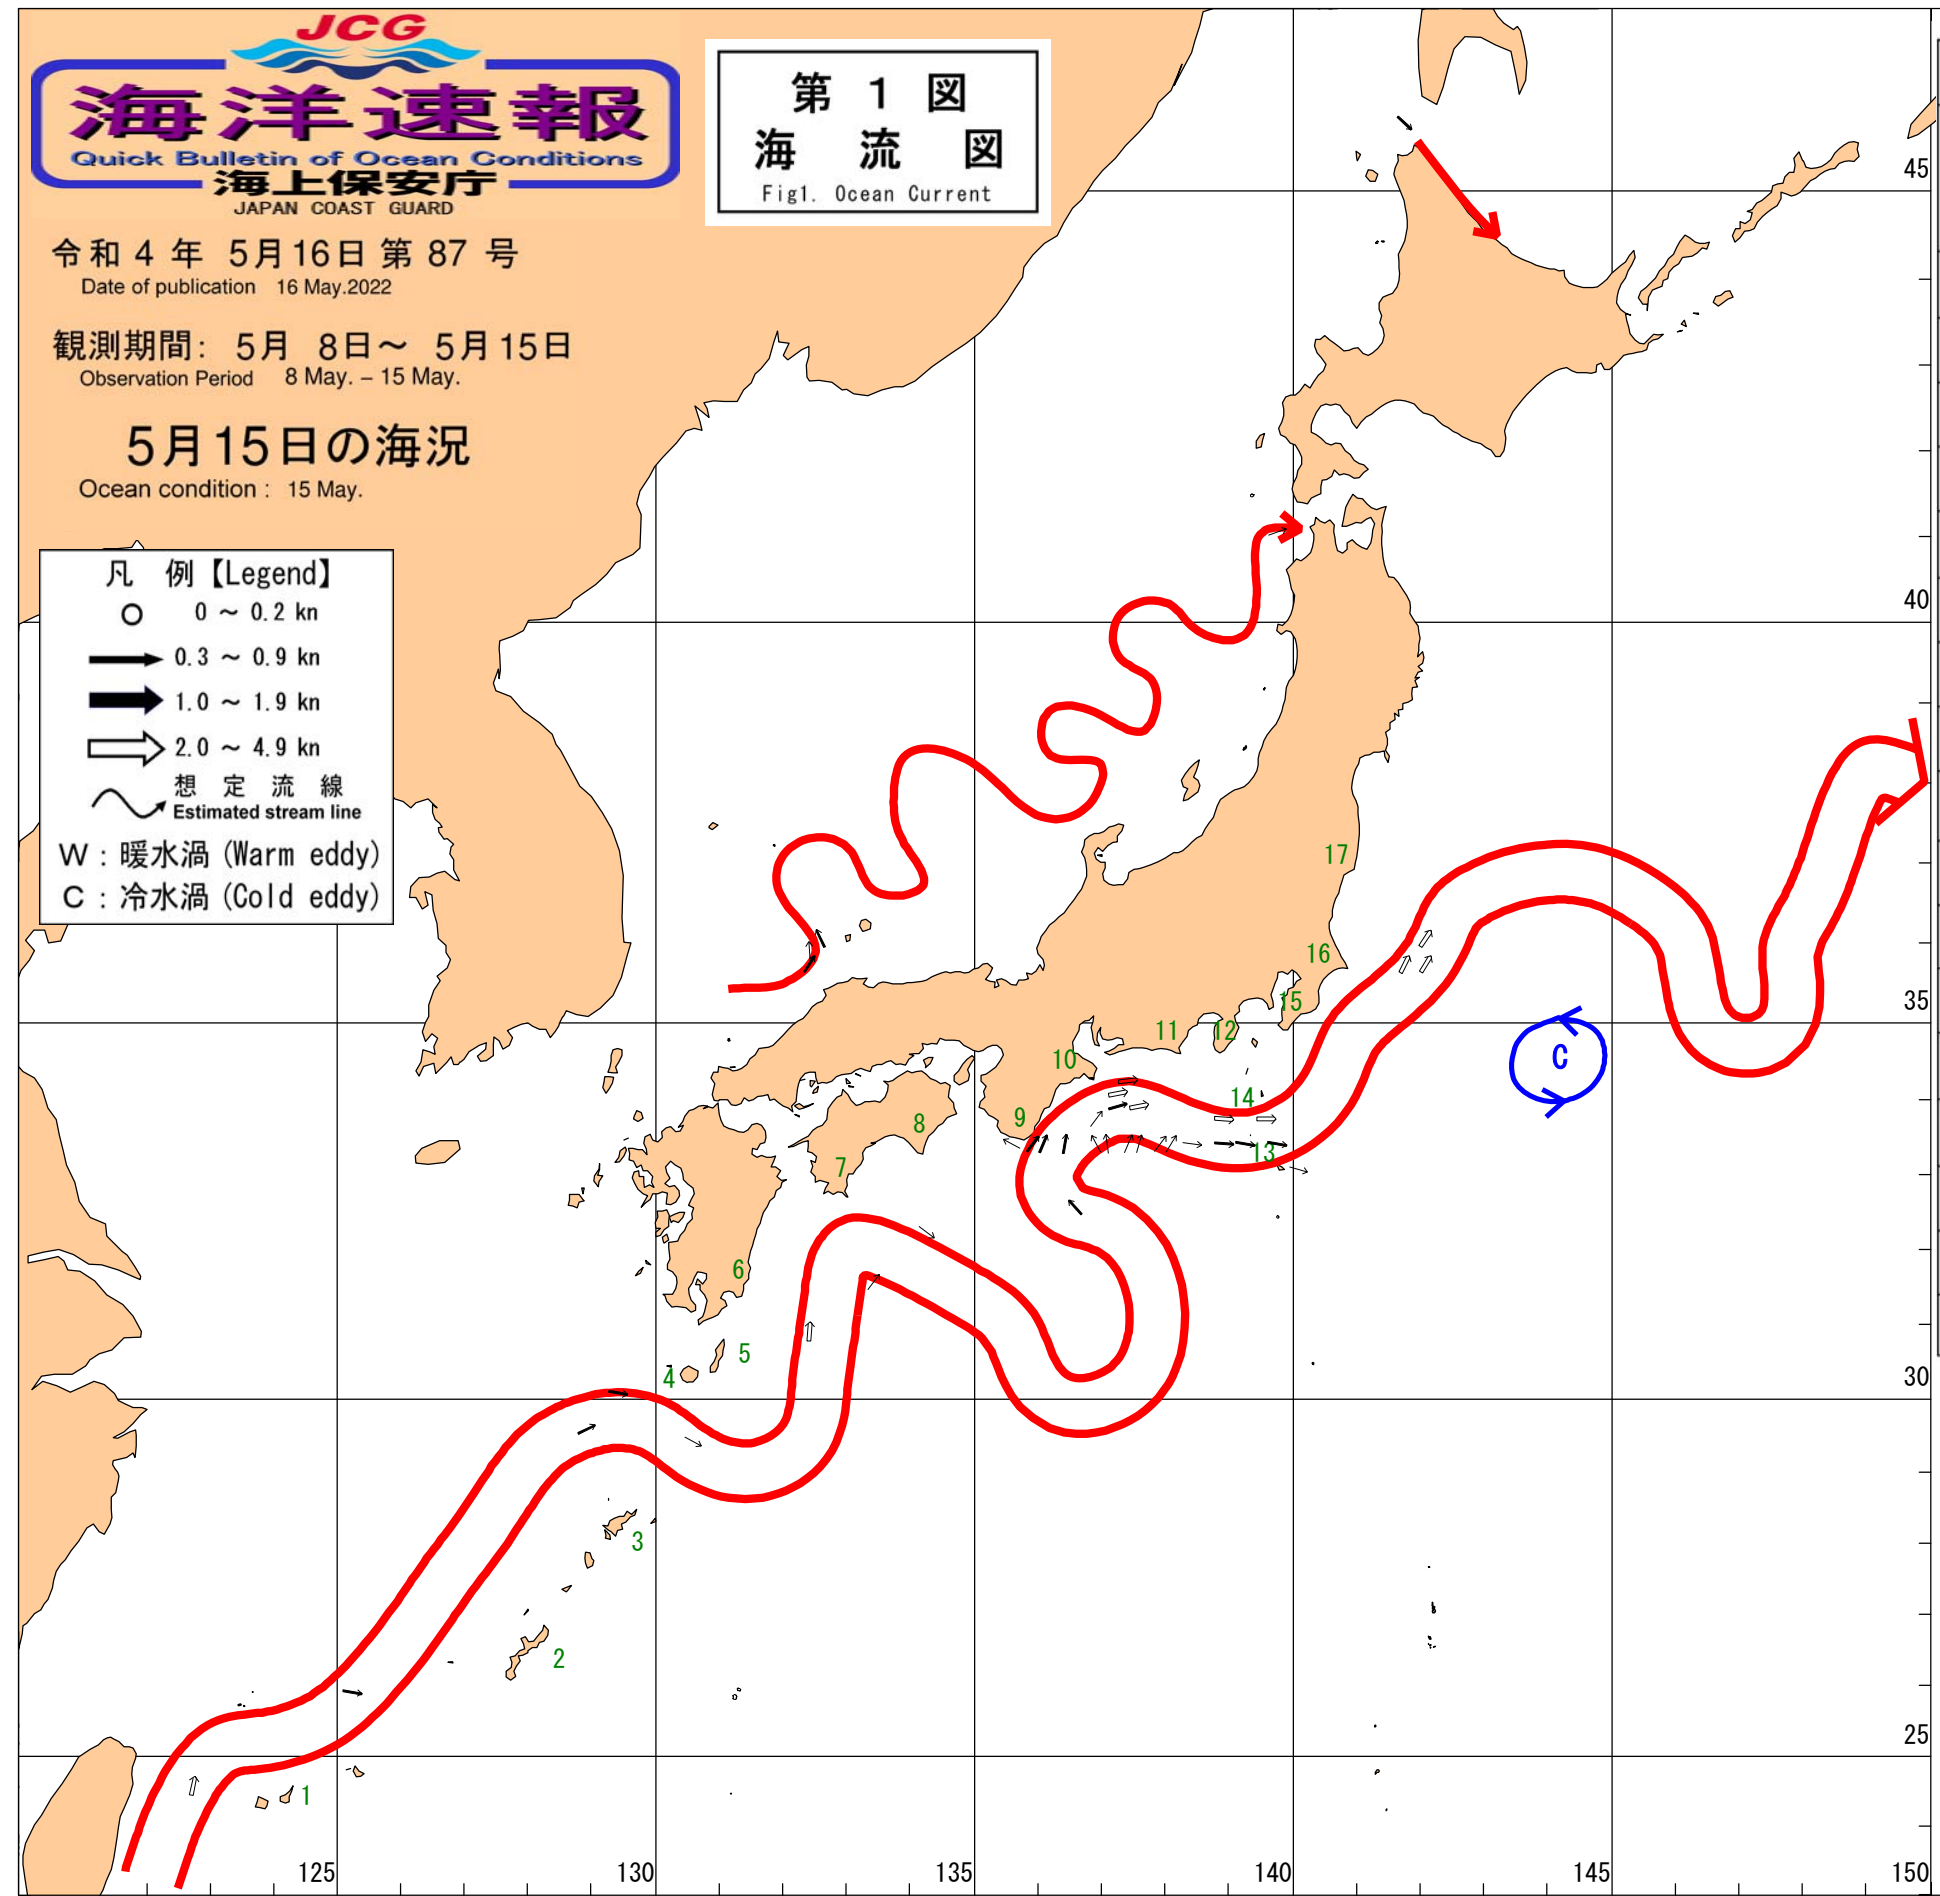 JCG
海洋速報
Quick Bulletin of Ocean Conditions
海上保安庁
JAPAN COAST GUARD
第 1 図
海 流 図
Fig1. Ocean Current
令和 4 年 5月16日 第 87 号
Date of publication 16 May.2022
観測期間: 5月 8日～ 5月15日
Observation Period 8 May. – 15 May.
5月15日の海況
Ocean condition : 15 May.
凡 例【Legend】
0 ～ 0.2 kn
0.3 ～ 0.9 kn
1.0 ～ 1.9 kn
2.0 ～ 4.9 kn
想 定 流 線
Estimated stream line
W : 暖水渦 (Warm eddy)
C : 冷水渦 (Cold eddy)
45
40
17
16
35
15
11
12
10
C
14
9
8
13
7
6
5
4
30
3
2
25
1
125
130
135
140
145
150